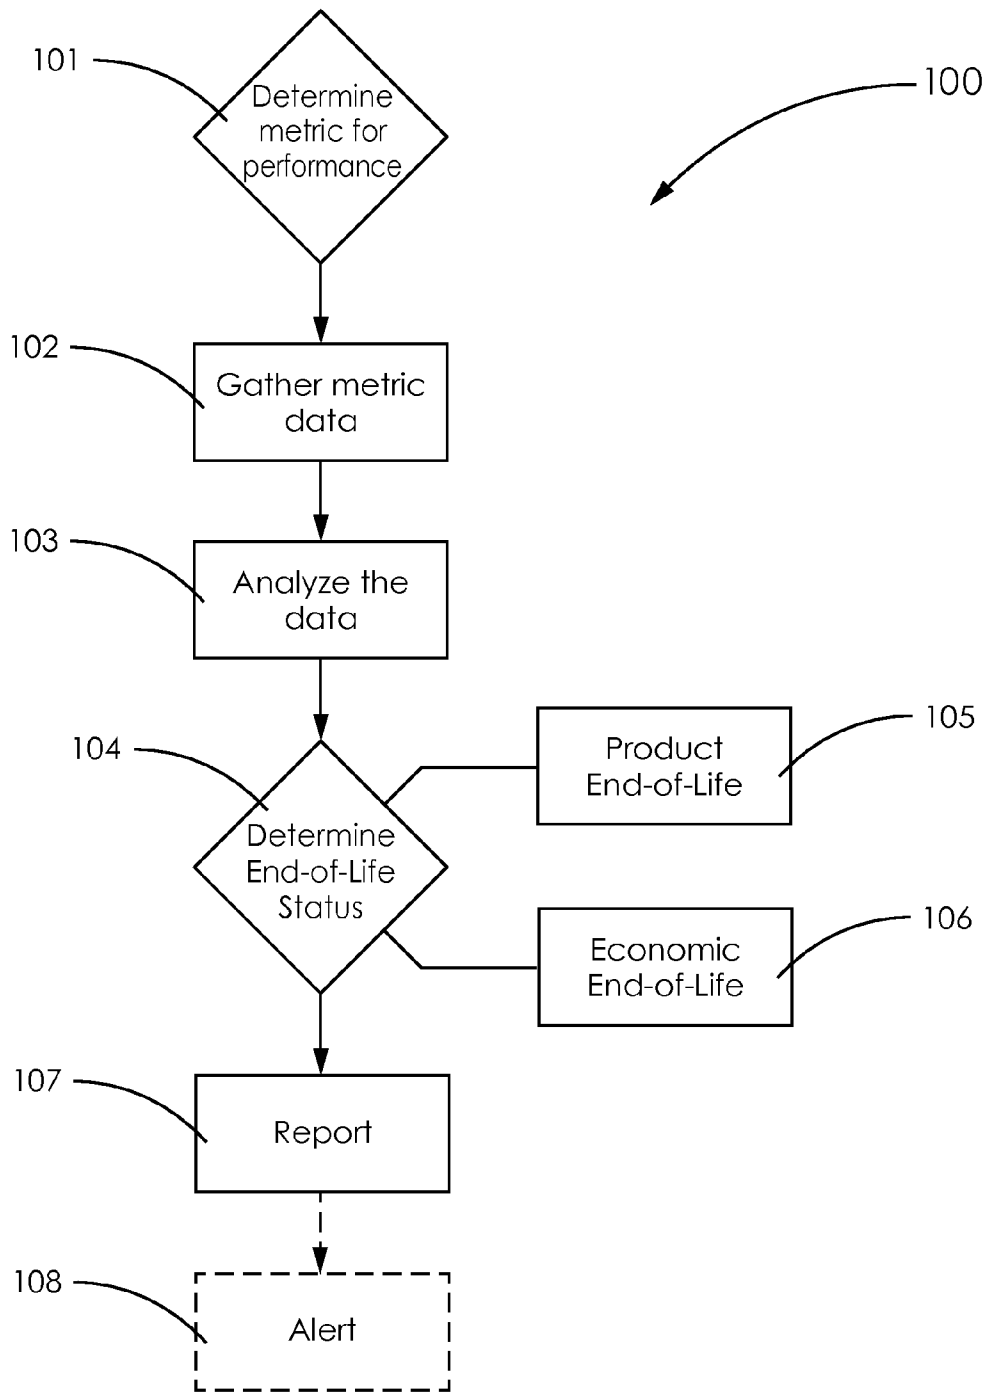 101
Determine
metric for
performance
100
102
Gather metric
data
103
Analyze the
data
104
Determine
End-of-Life
Status
Product
End-of-Life
105
Economic
End-of-Life
106
107
Report
108
Alert